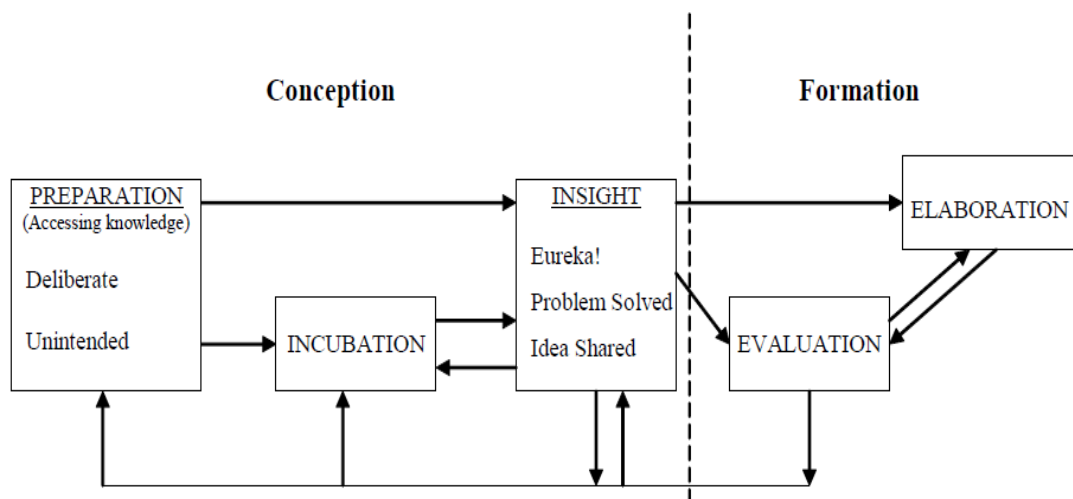 Conception
Formation
PREPARATION
(Accessing knowledge)
Deliberate
Unintended
INCUBATION
INSIGHT
Eureka!
Problem Solved
Idea Shared
ELABORATION
EVALUATION